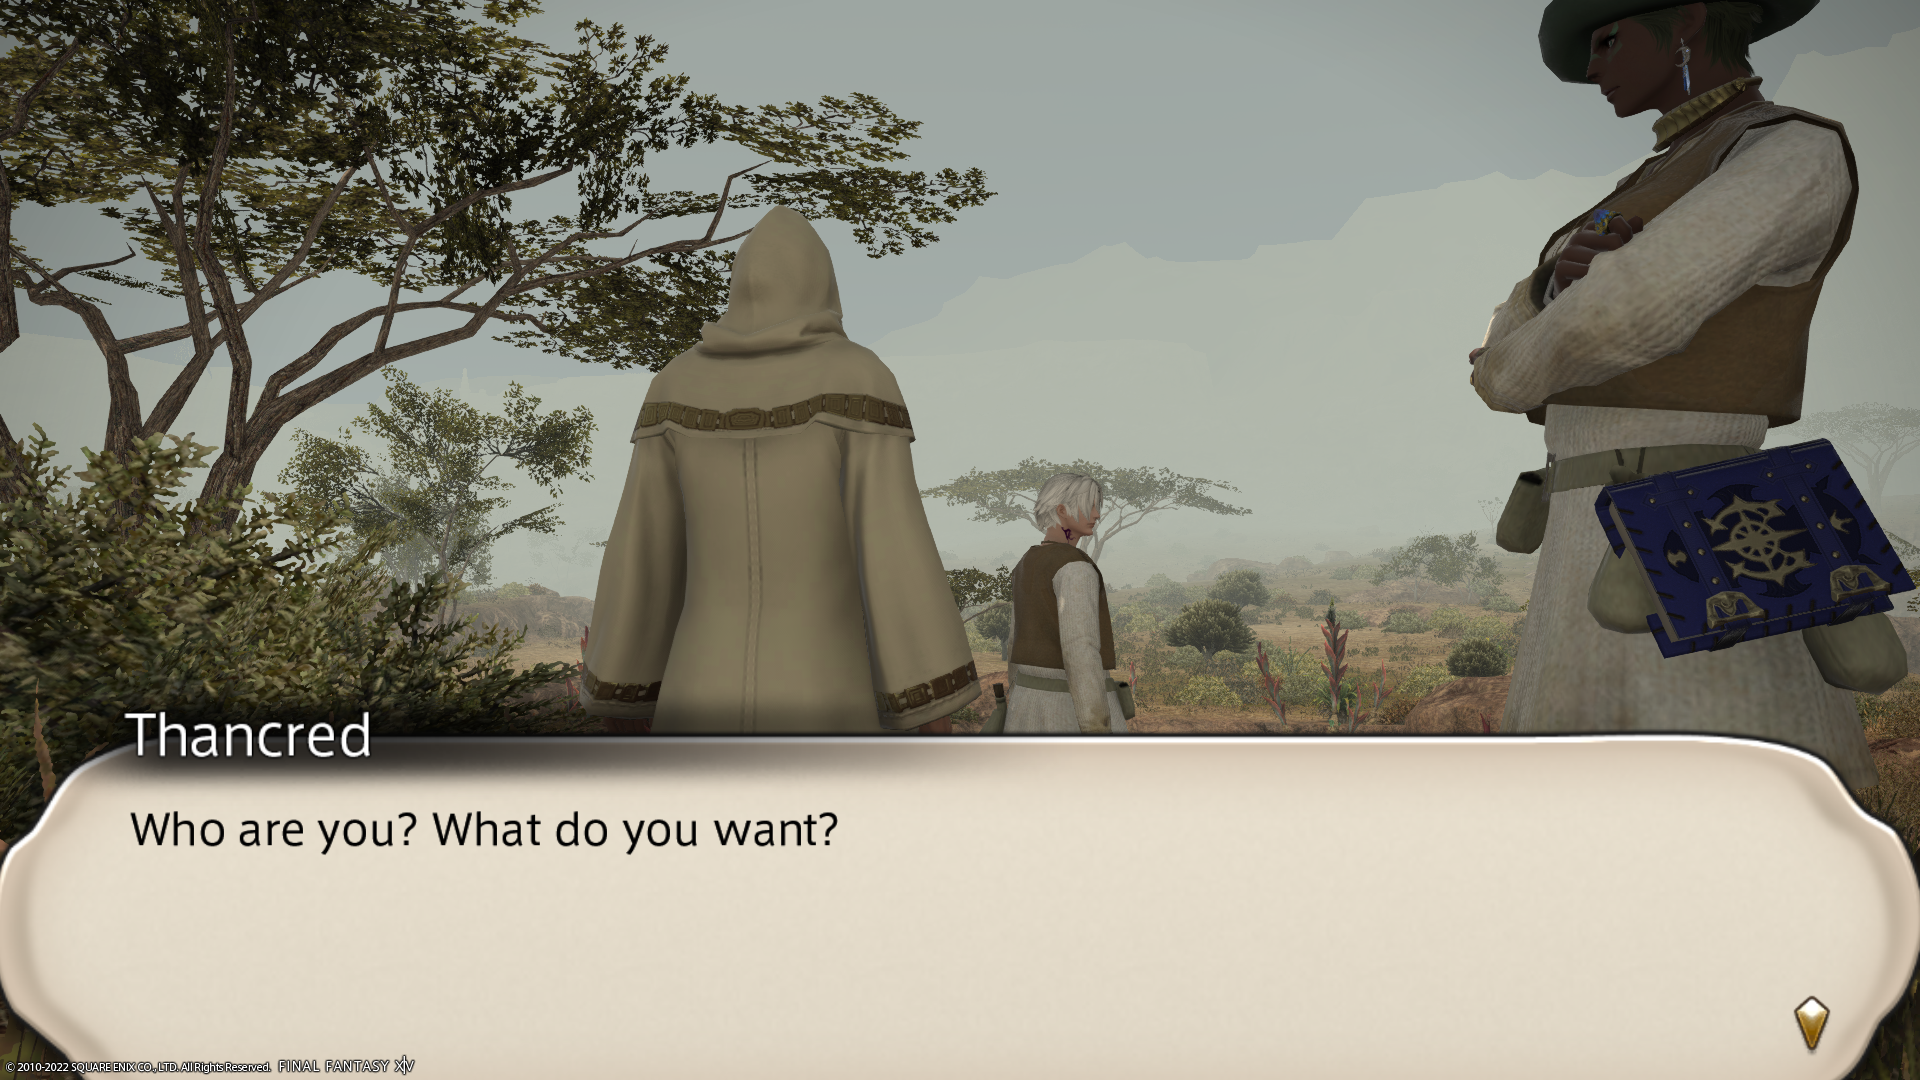 Thancred
Who are you? What do you want?
© 2010-2022 SQUARE ENIX CO., LTD. All Rights Reserved. FINAL FANTASY XIV